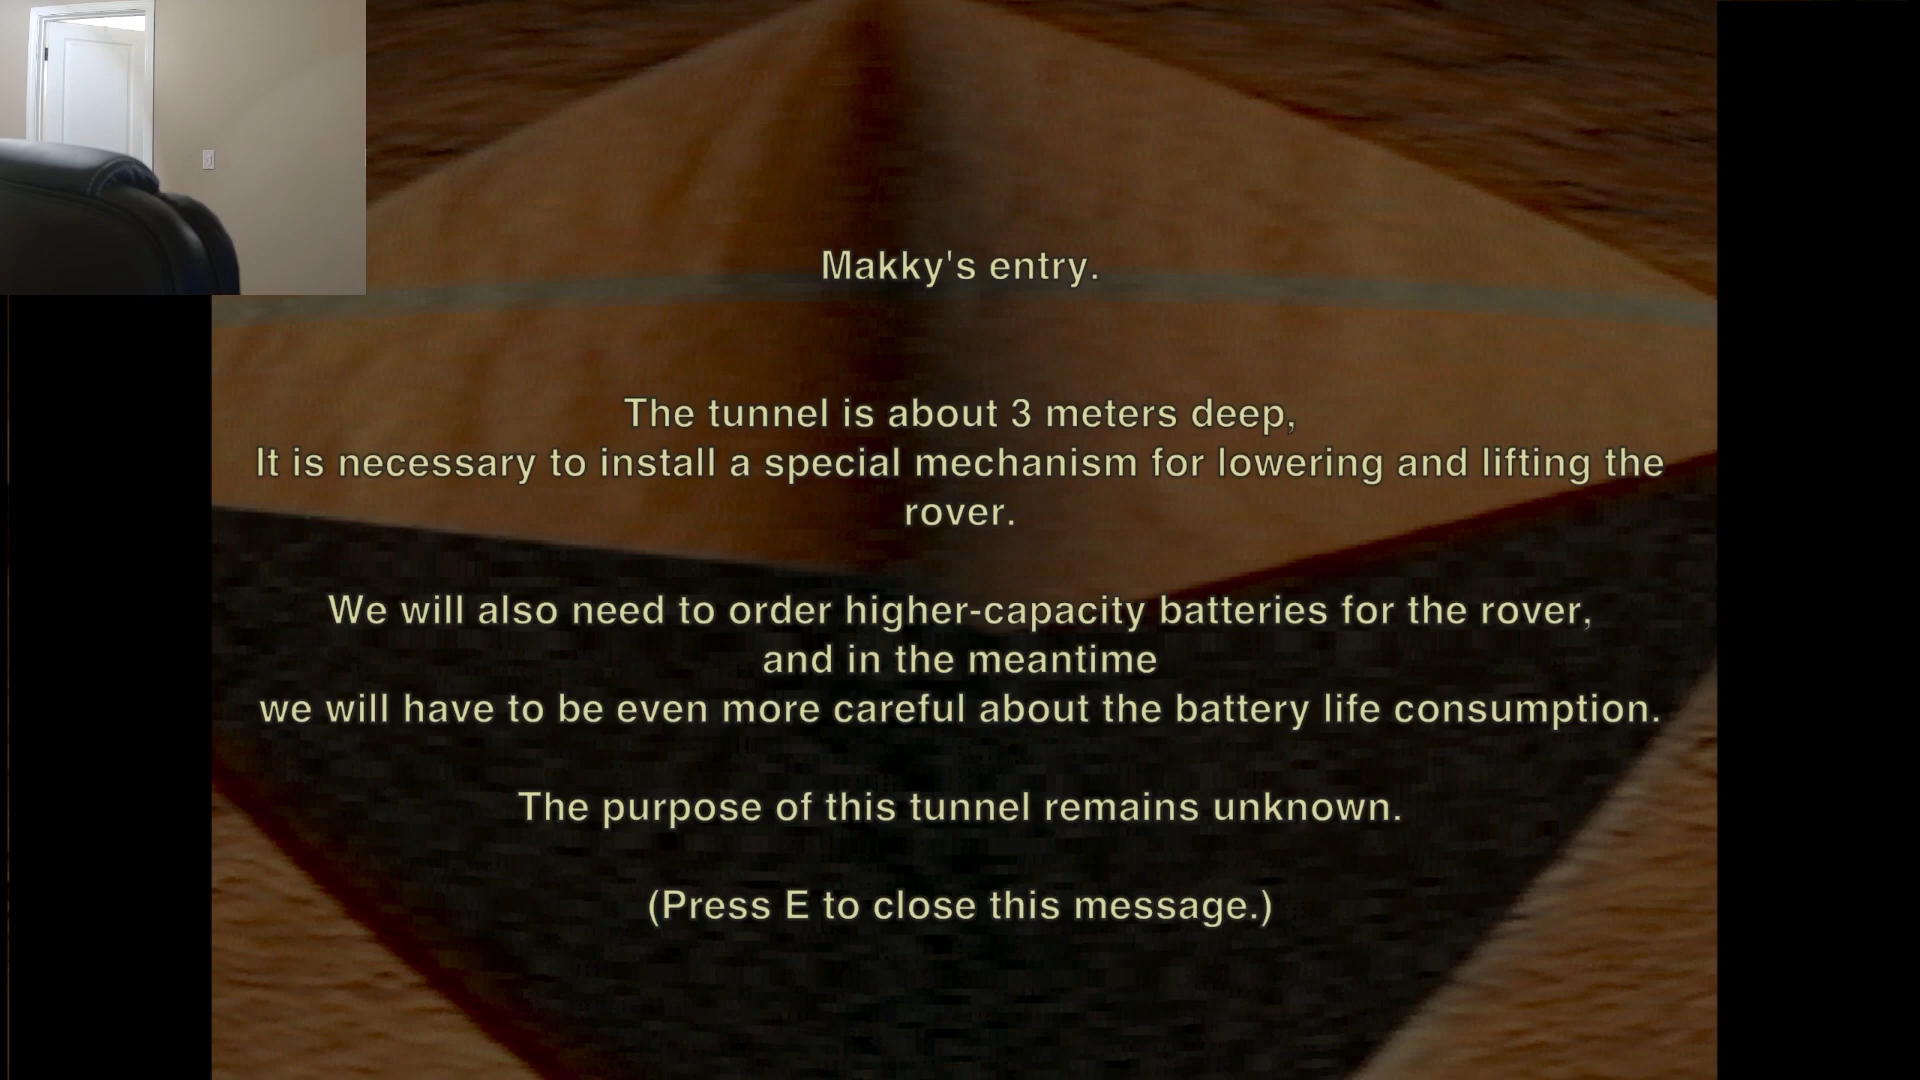 Makky's entry.
The tunnel is about 3 meters deep,
It is necessary to install a special mechanism for lowering and lifting the
rover.
We will also need to order higher-capacity batteries for the rover,
and in the meantime
we will have to be even more careful about the battery life consumption.
The purpose of this tunnel remains unknown.
(Press E to close this message.)